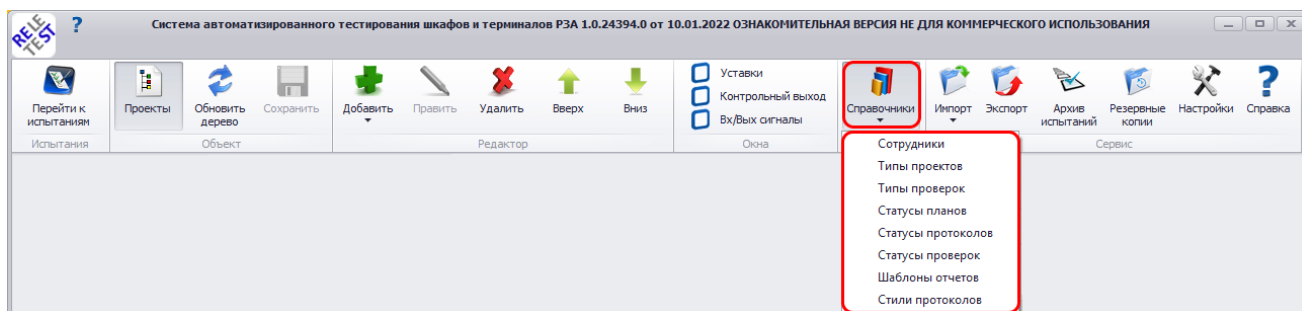 RELE TEST
? Система автоматизированного тестирования шкафов и терминалов РЗА 1.0.24394.0 от 10.01.2022 ОЗНАКОМИТЕЛЬНАЯ ВЕРСИЯ НЕ ДЛЯ КОММЕРЧЕСКОГО ИСПОЛЬЗОВАНИЯ
Перейти к испытаниям
Испытания
Проекты
Обновить дерево
Сохранить
Объект
Добавить
Править
Удалить
Вверх
Вниз
Редактор
Уставки
Контрольный выход
Вх/Вых сигналы
Окна
Справочники
Импорт
Экспорт
Архив испытаний
Резервные копии
Настройки
?
Справка
Сервис
Сотрудники
Типы проектов
Типы проверок
Статусы планов
Статусы протоколов
Статусы проверок
Шаблоны отчетов
Стили протоколов